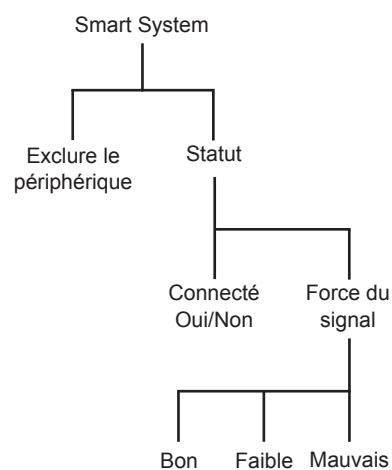 Smart System
Exclure le
périphérique
Statut
Connecté
Oui/Non
Force du
signal
Bon
Faible
Mauvais